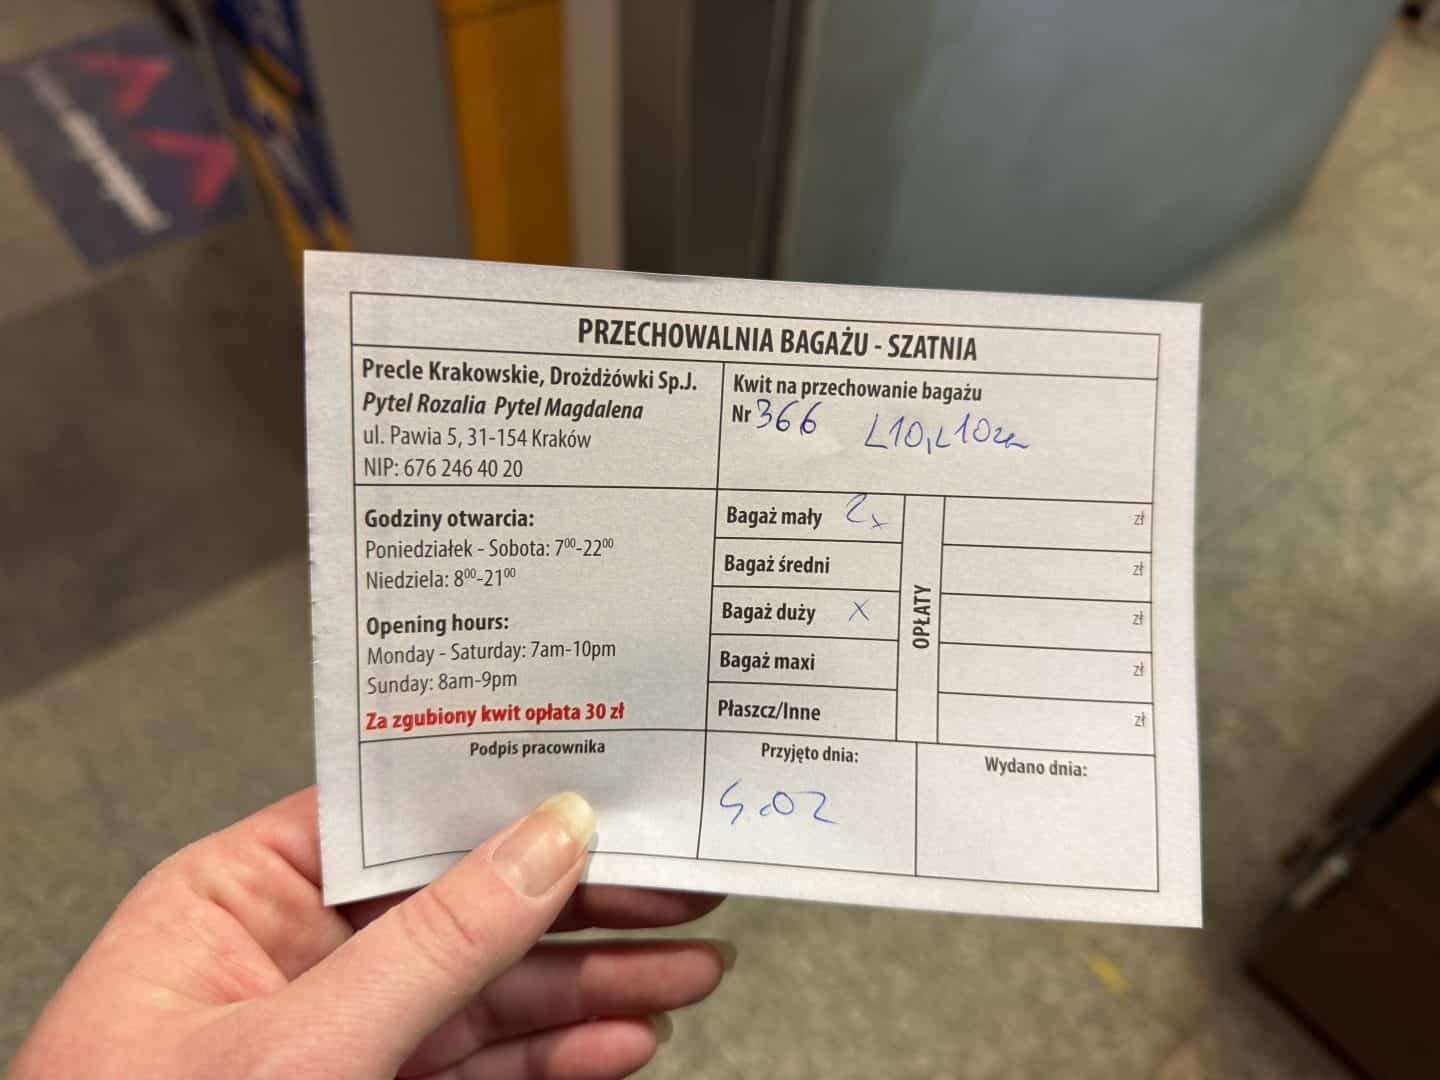 PRZECHOWALNIA BAGAŻU - SZATNIA
Precle Krakowskie, Drożdżówki Sp.J.
Pytel Rozalia Pytel Magdalena
ul. Pawia 5, 31-154 Kraków
NIP: 676 246 40 20
Kwit na przechowanie bagażu
Nr 366 L10,L10
Godziny otwarcia:
Poniedziałek - Sobota: 7⁰⁰-22⁰⁰
Niedziela: 8⁰⁰-21⁰⁰
Opening hours:
Monday - Saturday: 7am-10pm
Sunday: 8am-9pm
Za zgubiony kwit opłata 30 zł
Bagaż mały 2x
Bagaż średni
Bagaż duży x
Bagaż maxi
Płaszcz/Inne
OPŁATY
zł
zł
zł
zł
zł
Podpis pracownika
Przyjęto dnia:
Wydano dnia: